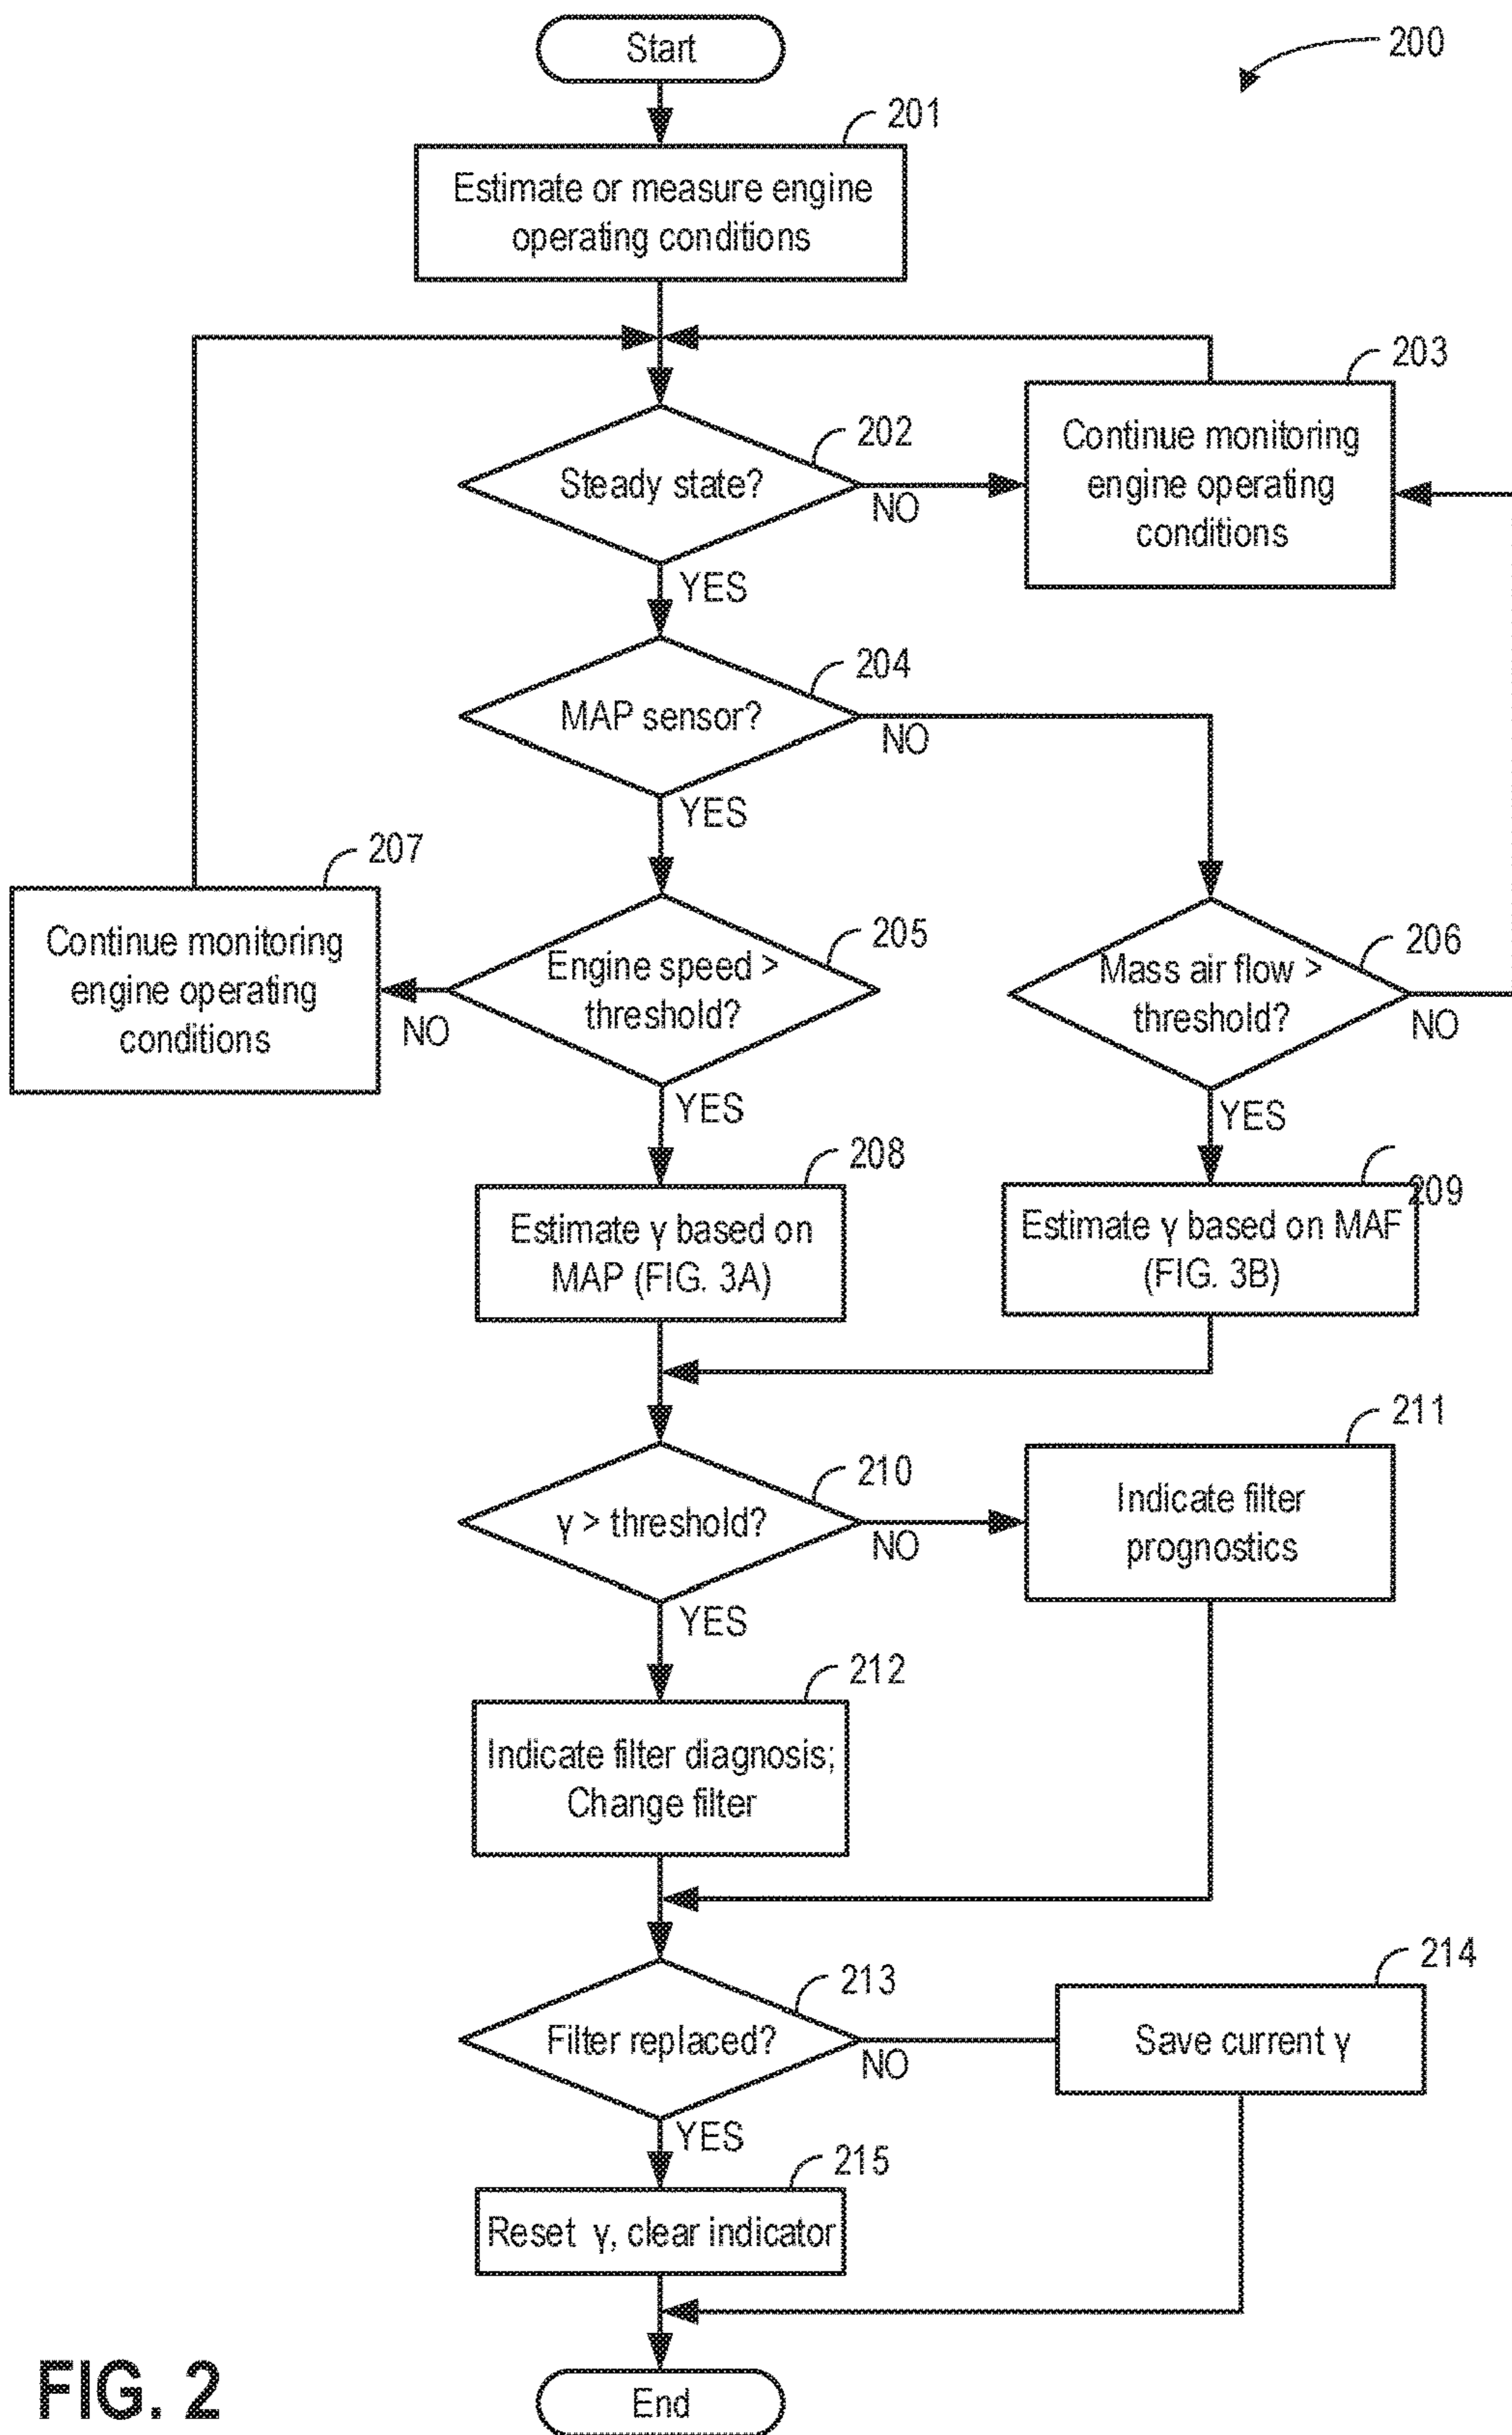 Start
200
201
Estimate or measure engine
operating conditions
203
Continue monitoring
engine operating
conditions
202
Steady state?
NO
YES
204
MAP sensor?
NO
YES
207
Continue monitoring
engine operating
conditions
205
Engine speed >
threshold?
NO
YES
206
Mass air flow >
threshold?
NO
YES
208
Estimate γ based on
MAP (FIG. 3A)
209
Estimate γ based on MAF
(FIG. 3B)
210
γ > threshold?
NO
YES
211
Indicate filter
prognostics
212
Indicate filter diagnosis;
Change filter
213
Filter replaced?
NO
YES
214
Save current γ
215
Reset γ, clear indicator
End
FIG. 2